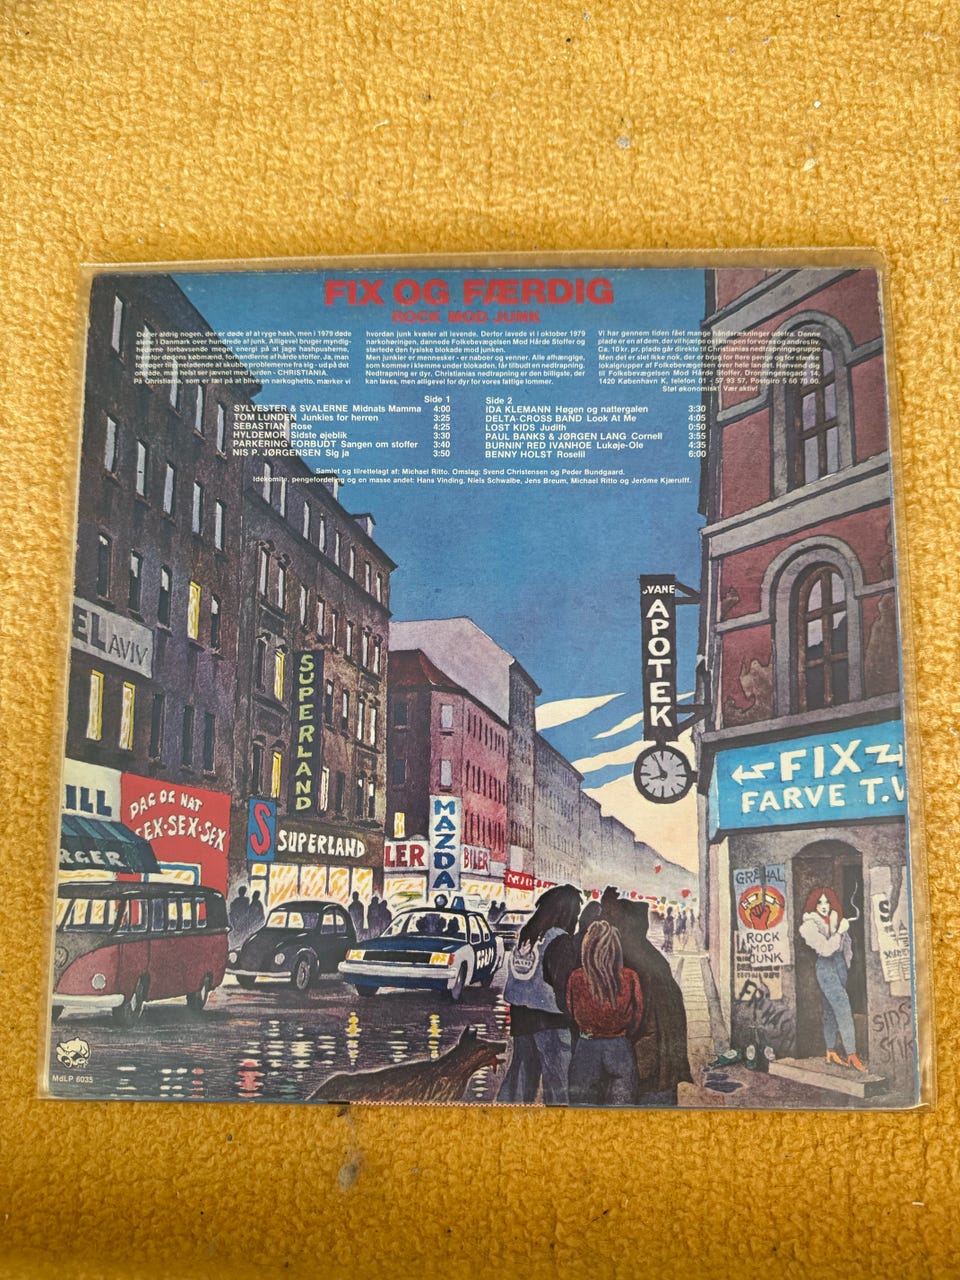 FIX OG FÆRDIG
ROCK MOD JUNK
Der er aldrig nogen, der er døde af at ryge hash, men i 1979 døde
alene i Danmark over hundrede af junk. Alligevel bruger myndig-
hederne forbavsende meget energi på at jage hashpusherne,
fremfor dødens købmænd, forhandlerne af hårde stoffer. Ja, man
forsøger tilsyneladende at skubbe problemerne fra sig - ud på det
område, man helst ser jævnet med jorden - CHRISTIANIA.
På Christiania, som er tæt på at blive en narkoghetto, mærker vi
hvordan junk kvæler alt levende. Derfor lavede vi i oktober 1979
narkohøringen, dannede Folkebevægelsen Mod Hårde Stoffer og
startede den fysiske blokade mod junken.
Men junkier er mennesker - er naboer og venner. Alle afhængige,
som kommer i klemme under blokaden, får tilbudt en nedtrapning.
Nedtrapning er dyr. Christianias nedtrapning er den billigste, der
kan laves, men alligevel for dyr for vores fattige lommer.
Vi har gennem tiden fået mange håndsrækninger udefra. Denne
plade er en af dem, der vil hjælpe os i kampen for vores og andres liv.
Ca. 10 kr. pr. plade går direkte til Christianias nedtrapningsgruppe.
Men det er slet ikke nok, der er brug for flere penge og for stærke
lokalgrupper af Folkebevægelsen over hele landet. Henvend dig
til Folkebevægelsen Mod Hårde Stoffer, Dronningensgade 14,
1420 København K, telefon 01 - 57 93 57, Postgiro 5 60 70 00.
Støt økonomisk! Vær aktiv!
Side 1
SYLVESTER & SVALERNE Midnats Mamma 4:00
TOM LUNDEN Junkies for herren 3:25
SEBASTIAN Rose 4:25
HYLDEMOR Sidste øjeblik 3:30
PARKERING FORBUDT Sangen om stoffer 3:40
NIS P. JØRGENSEN Sig ja 3:50
Side 2
IDA KLEMANN Høgen og nattergalen 3:30
DELTA-CROSS BAND Look At Me 4:05
LOST KIDS Judith 0:50
PAUL BANKS & JØRGEN LANG Cornell 3:55
BURNIN' RED IVANHOE Lukøje-Ole 4:35
BENNY HOLST Roselil 6:00
Samlet og tilrettelagt af: Michael Ritto. Omslag: Svend Christensen og Peder Bundgaard.
Idékomite, pengefordeling og en masse andet: Hans Vinding, Niels Schwalbe, Jens Breum, Michael Ritto og Jerôme Kjærulff.
SVANE
APOTEK
EL AVIV
SUPERLAND
FIX
FARVE T.V
ILL
DAG OG NAT
SEX-SEX-SEX
RGER
S SUPERLAND
LER
MAZDA
BILER
POLITI
ROCK
MOD
JUNK
MdLP 6035